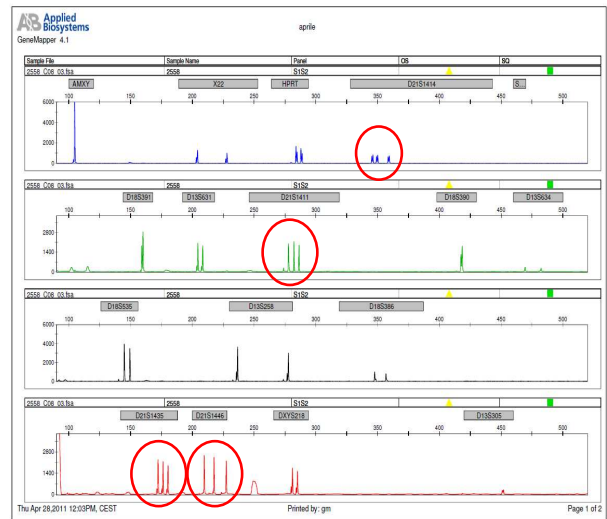 AB Applied
Biosystems
aprile
GeneMapper 4.1
Sample File Sample Name Panel OS SQ
2558_C08_03.fsa 2558 S1S2
AMXY X22 HPRT D21S1414 S...
100 150 200 250 300 350 400 450 500
6000
4000
2000
0
2558_C08_03.fsa 2558 S1S2
D18S391 D13S631 D21S1411 D18S390 D13S634
100 150 200 250 300 350 400 450 500
2800
1400
0
2558_C08_03.fsa 2558 S1S2
D18S535 D13S258 D18S386
100 150 200 250 300 350 400 450 500
6000
4000
2000
0
2558_C08_03.fsa 2558 S1S2
D21S1435 D21S1446 DXYS218 D13S305
100 150 200 250 300 350 400 450 500
2800
1400
0
Thu Apr 28,2011 12:03PM, CEST Printed by: gm Page 1 of 2